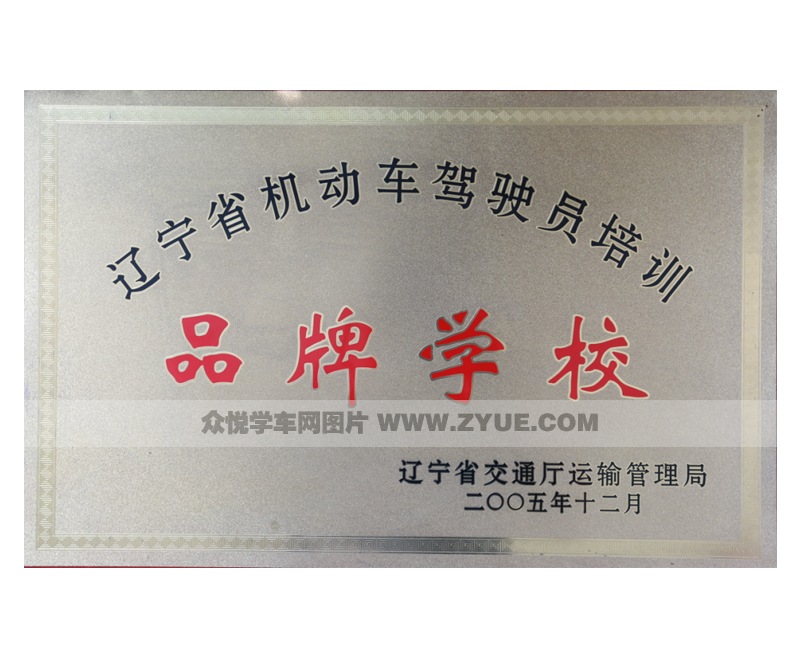 辽宁省机动车驾驶员培训
品牌学校
众悦学车网图片 WWW.ZYUE.COM
辽宁省交通厅运输管理局
二〇〇五年十二月